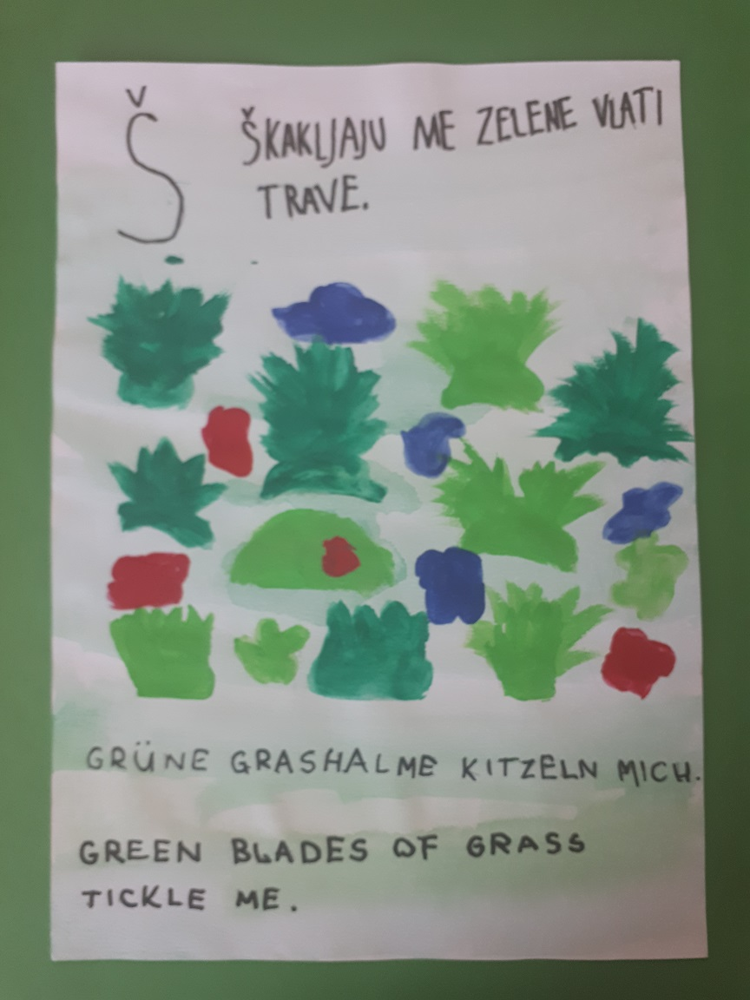 Š
ŠKAKLJAJU ME ZELENE VLATI
TRAVE.
GRÜNE GRASHALME KITZELN MICH.
GREEN BLADES OF GRASS
TICKLE ME.